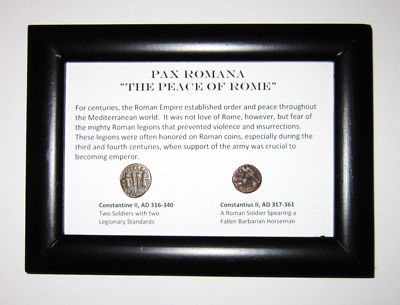 PAX ROMANA
"THE PEACE OF ROME"
For centuries, the Roman Empire established order and peace throughout
the Mediterranean world.  It was not love of Rome, however, but fear of
the mighty Roman legions that prevented violence and insurrections.
These legions were often honored on Roman coins, especially during the
third and fourth centuries, when support of the army was crucial to
becoming emperor.
Constantine II, AD 316-340
Two Soldiers with two
Legionary Standards
Constantius II, AD 317-361
A Roman Soldier Spearing a
Fallen Barbarian Horseman